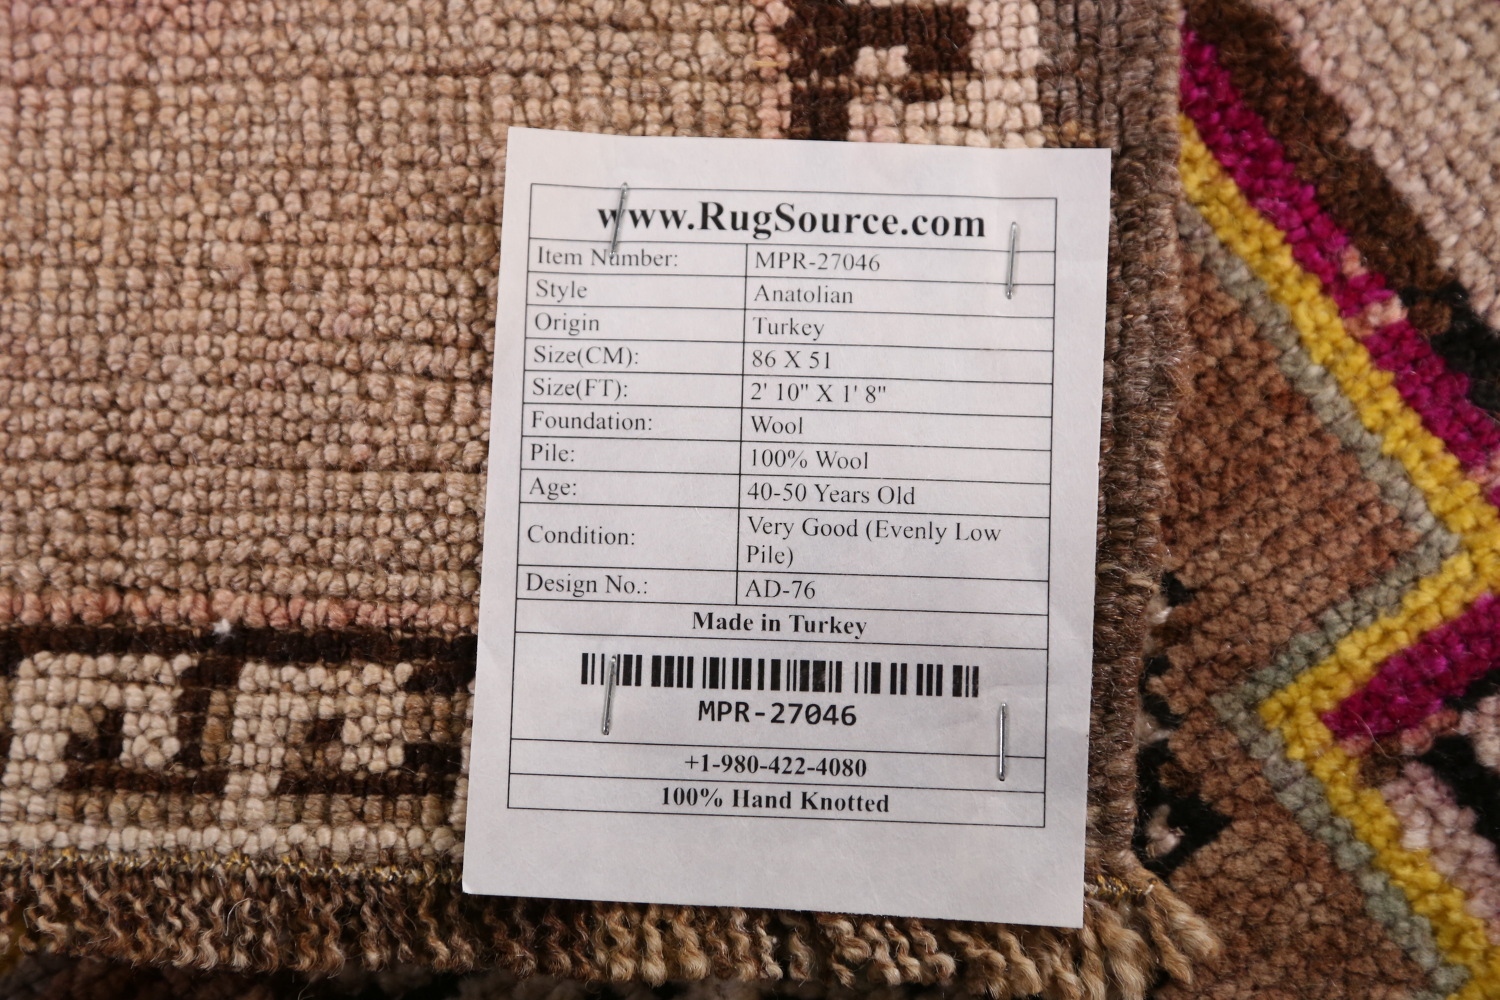 www.RugSource.com
Item Number: MPR-27046
Style Anatolian
Origin Turkey
Size(CM): 86 X 51
Size(FT): 2' 10" X 1' 8"
Foundation: Wool
Pile: 100% Wool
Age: 40-50 Years Old
Condition: Very Good (Evenly Low
Pile)
Design No.: AD-76
Made in Turkey
MPR-27046
+1-980-422-4080
100% Hand Knotted